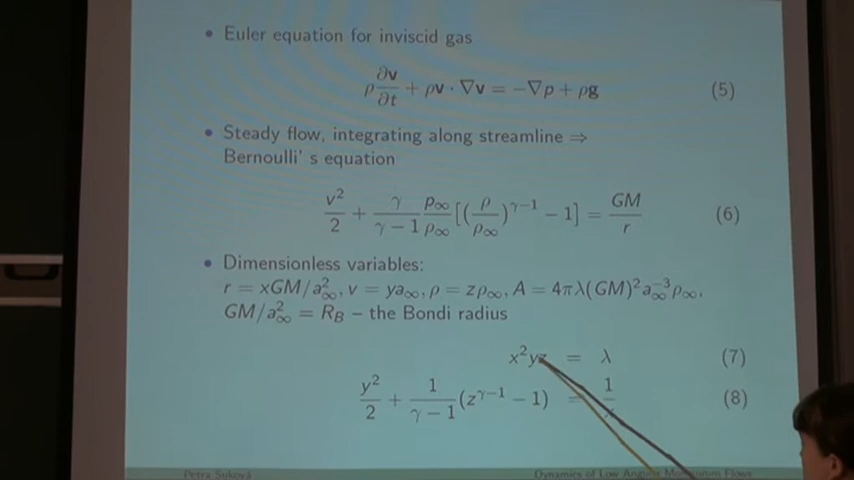 • Euler equation for inviscid gas
ρ ∂v/∂t + ρv · ∇v = −∇p + ρg (5)
• Steady flow, integrating along streamline ⇒
Bernoulli' s equation
v²/2 + γ/(γ − 1) p∞/ρ∞ [(ρ/ρ∞)^{γ−1} − 1] = GM/r (6)
• Dimensionless variables:
r = xGM/a∞², v = ya∞, ρ = zρ∞, A = 4πλ(GM)²a∞⁻³ρ∞,
GM/a∞² = R_B – the Bondi radius
x²yz = λ (7)
y²/2 + 1/(γ − 1) (z^{γ−1} − 1) = 1/x (8)
Petra Suková Dynamics of Low Angular Momentum Flows